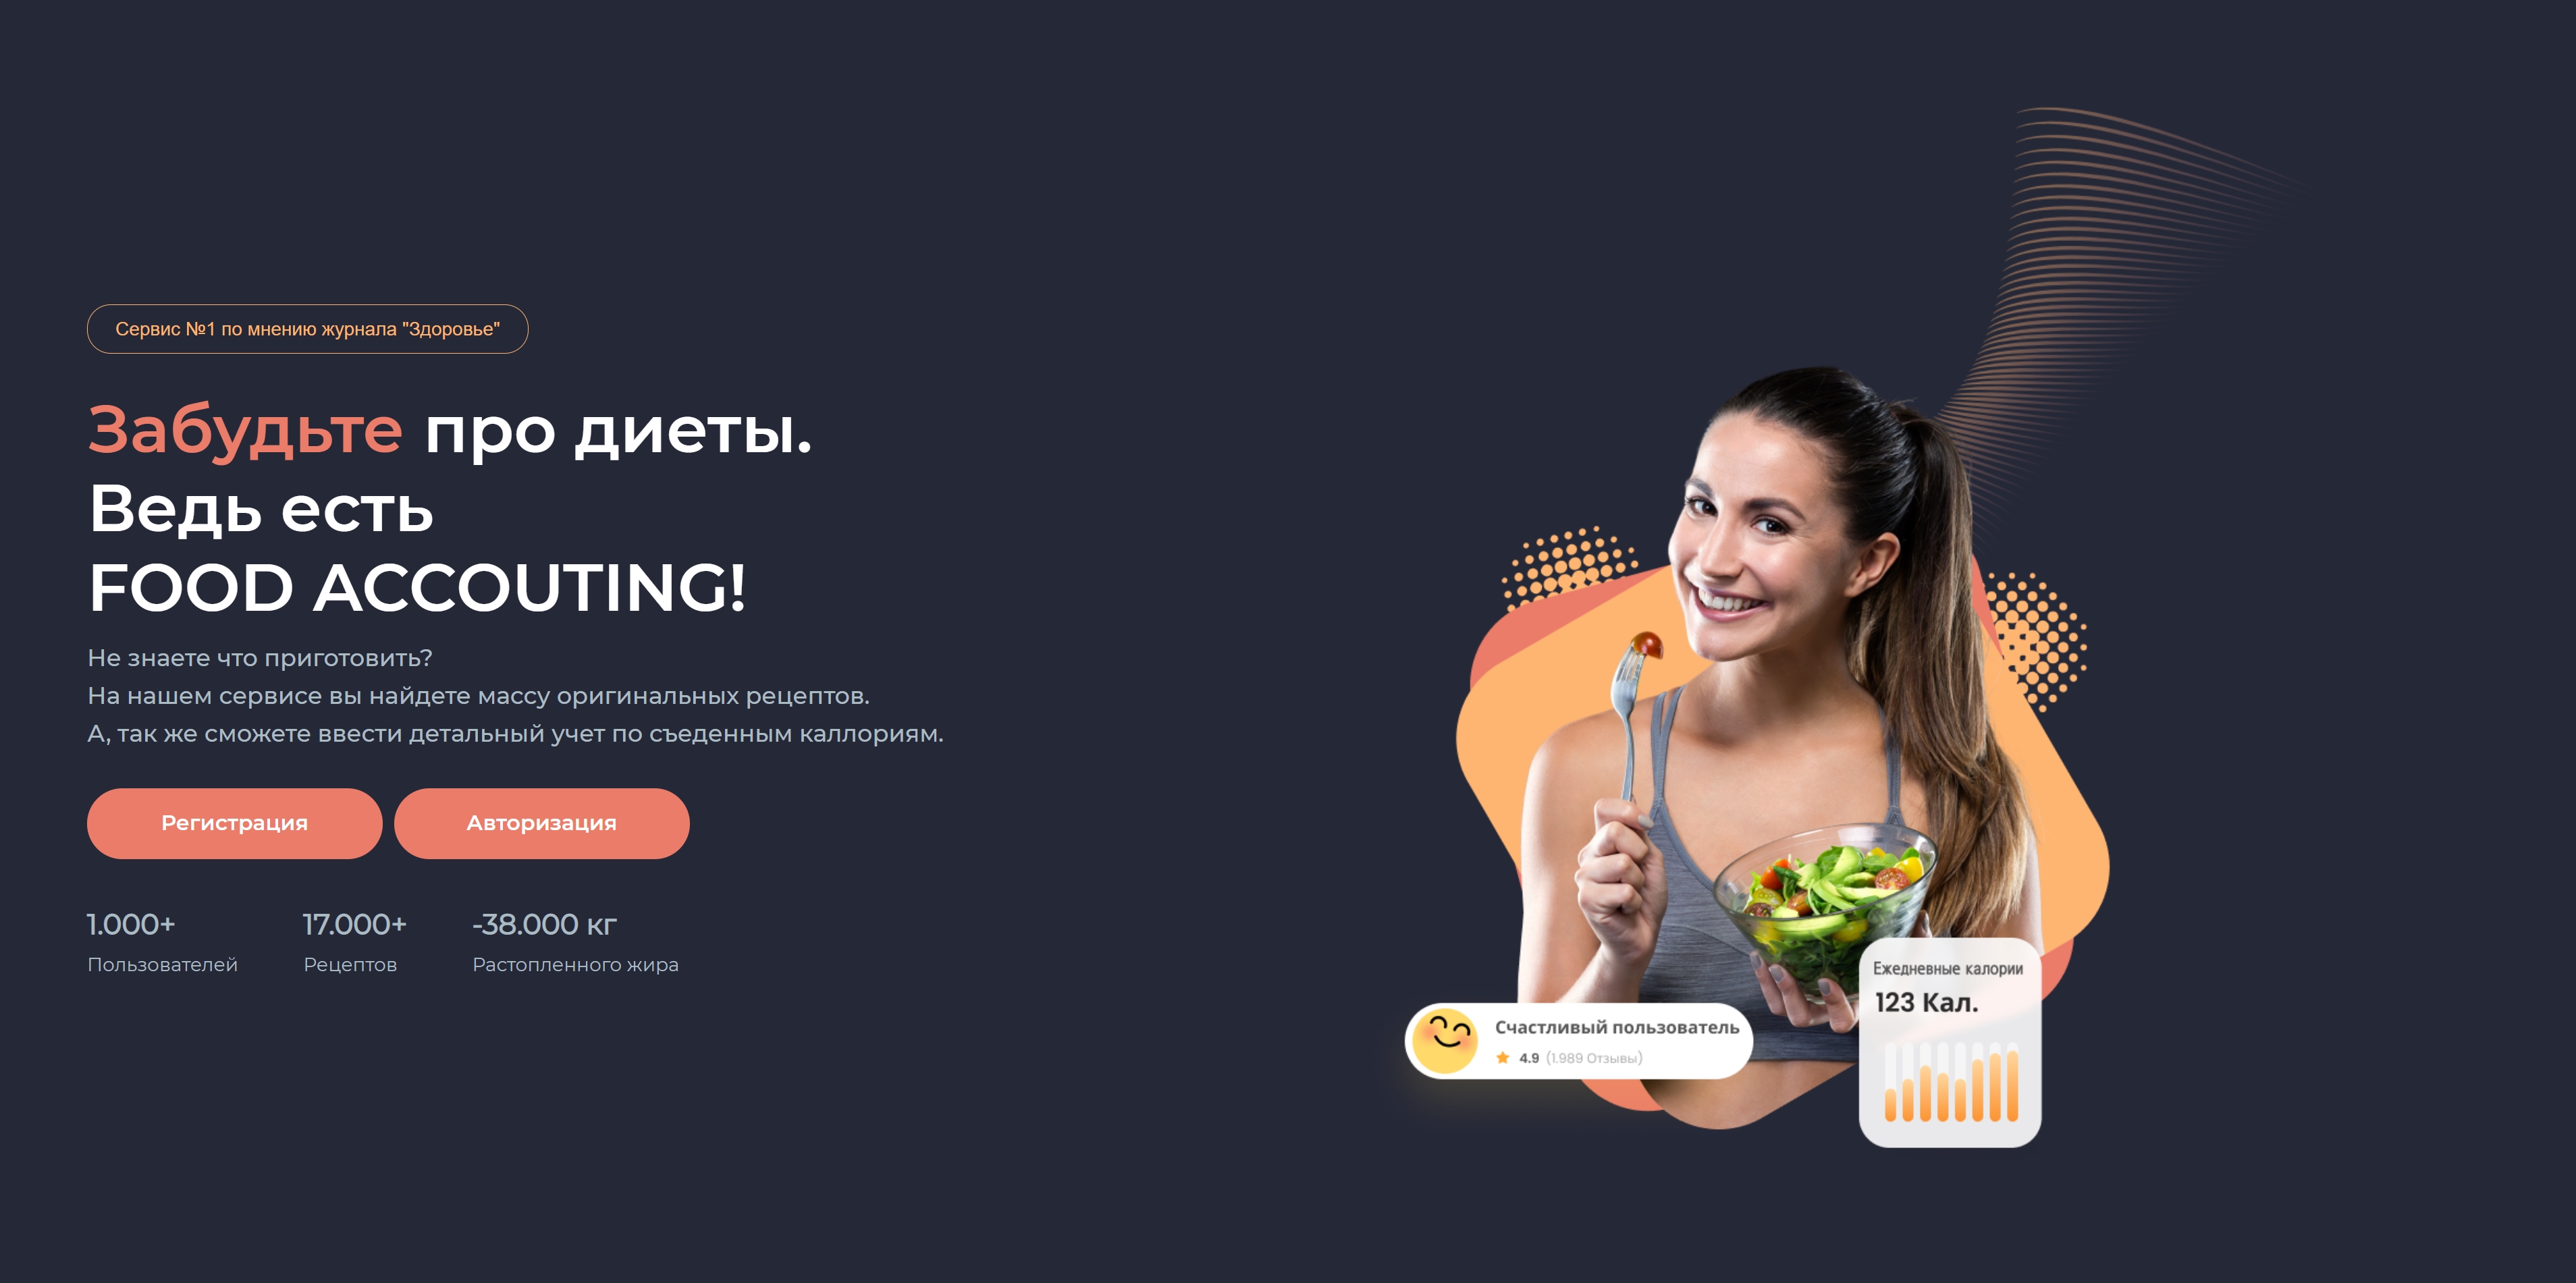 Сервис №1 по мнению журнала "Здоровье"
Забудьте про диеты.
Ведь есть
FOOD ACCOUTING!
Не знаете что приготовить?
На нашем сервисе вы найдете массу оригинальных рецептов.
А, так же сможете ввести детальный учет по съеденным каллориям.
Регистрация
Авторизация
1.000+
Пользователей
17.000+
Рецептов
-38.000 кг
Растопленного жира
Счастливый пользователь
4.9 (1.989 Отзывы)
Ежедневные калории
123 Кал.